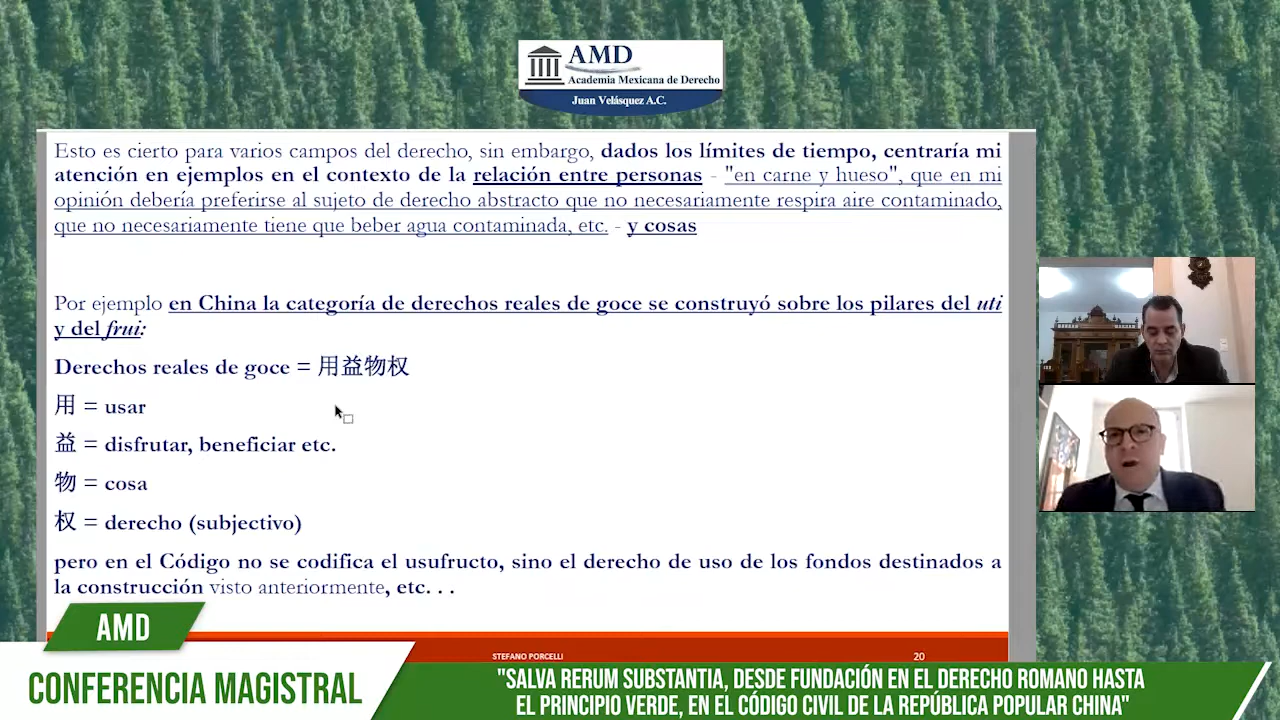 AMD
Academia Mexicana de Derecho
Juan Velásquez A.C.
Esto es cierto para varios campos del derecho, sin embargo, dados los límites de tiempo, centraría mi
atención en ejemplos en el contexto de la relación entre personas - "en carne y hueso", que en mi
opinión debería preferirse al sujeto de derecho abstracto que no necesariamente respira aire contaminado,
que no necesariamente tiene que beber agua contaminada, etc. - y cosas
Por ejemplo en China la categoría de derechos reales de goce se construyó sobre los pilares del uti
y del frui:
Derechos reales de goce = 用益物权
用 = usar
益 = disfrutar, beneficiar etc.
物 = cosa
权 = derecho (subjectivo)
pero en el Código no se codifica el usufructo, sino el derecho de uso de los fondos destinados a
la construcción visto anteriormente, etc. . .
STEFANO PORCELLI
20
AMD
CONFERENCIA MAGISTRAL
"SALVA RERUM SUBSTANTIA, DESDE FUNDACIÓN EN EL DERECHO ROMANO HASTA
EL PRINCIPIO VERDE, EN EL CÓDIGO CIVIL DE LA REPÚBLICA POPULAR CHINA"